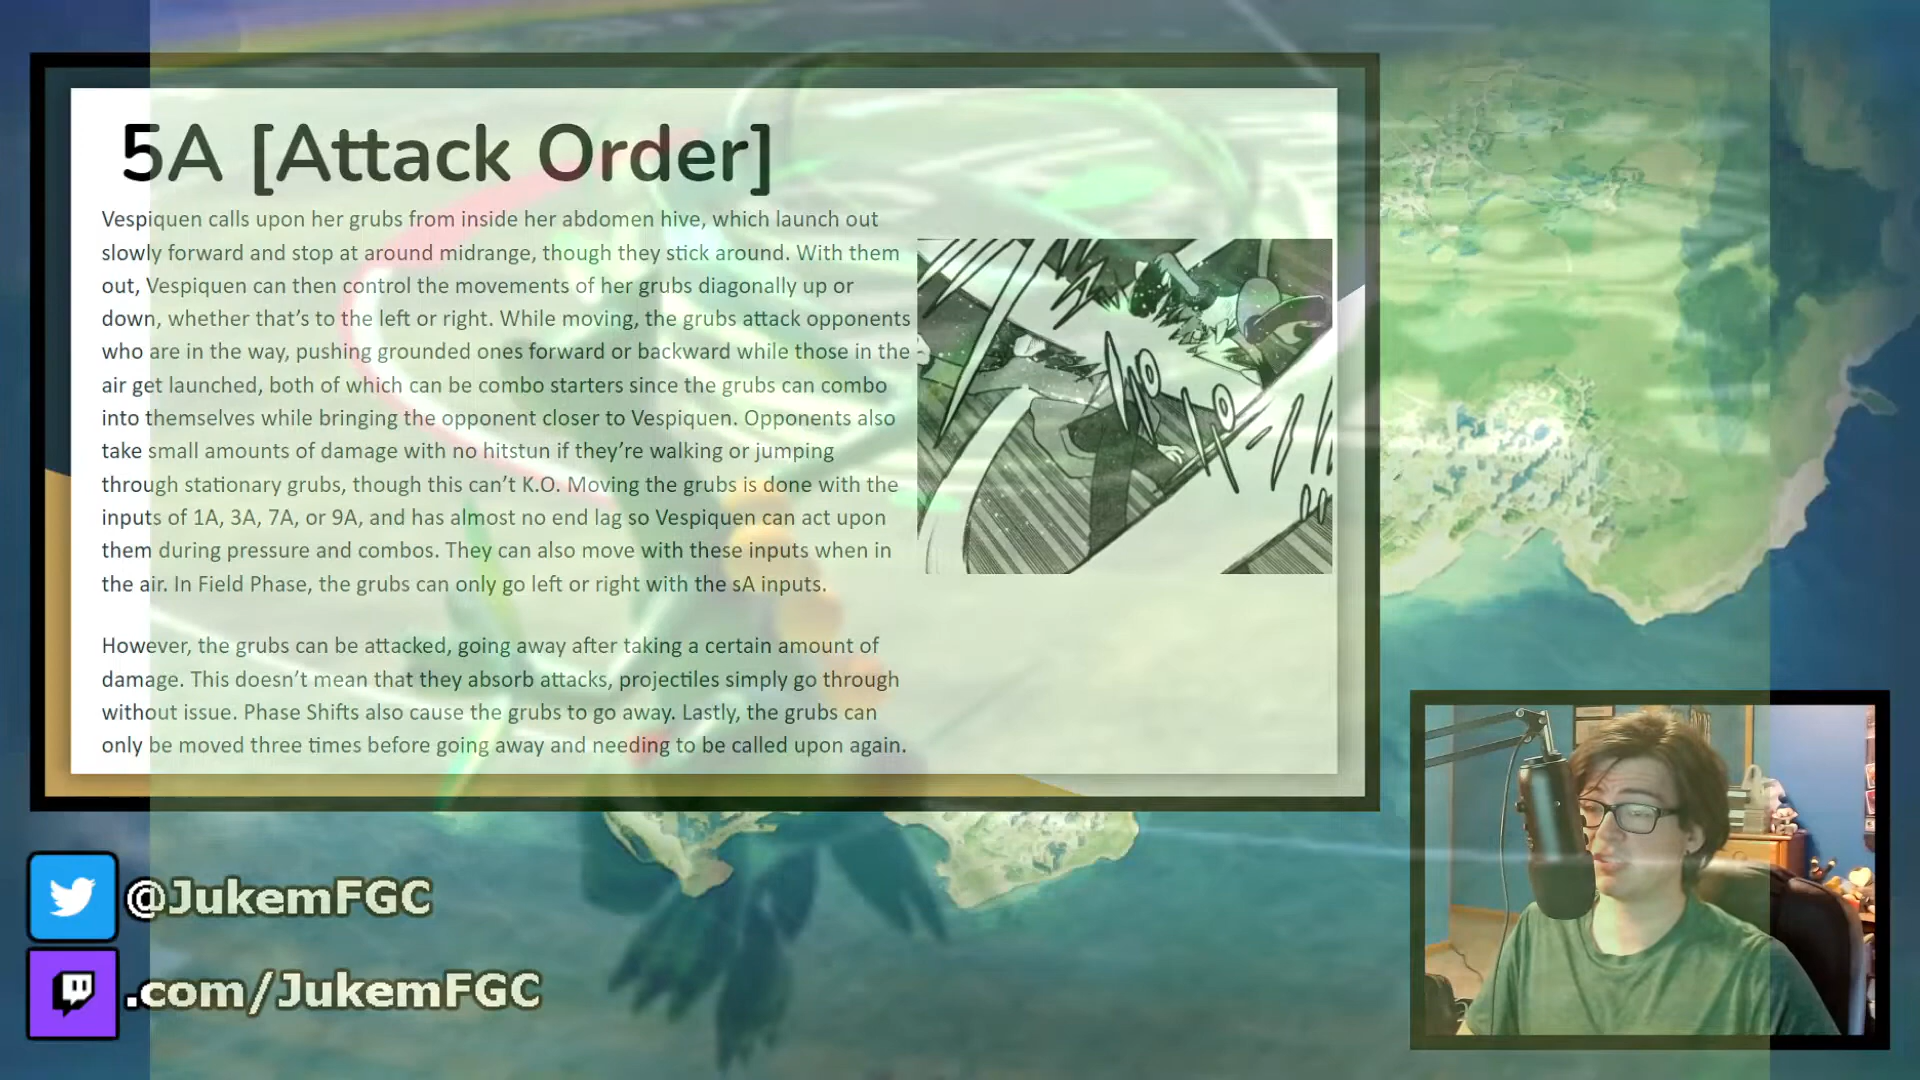 5A [Attack Order]
Vespiquen calls upon her grubs from inside her abdomen hive, which launch out
slowly forward and stop at around midrange, though they stick around. With them
out, Vespiquen can then control the movements of her grubs diagonally up or
down, whether that’s to the left or right. While moving, the grubs attack opponents
who are in the way, pushing grounded ones forward or backward while those in the
air get launched, both of which can be combo starters since the grubs can combo
into themselves while bringing the opponent closer to Vespiquen. Opponents also
take small amounts of damage with no hitstun if they’re walking or jumping
through stationary grubs, though this can’t K.O. Moving the grubs is done with the
inputs of 1A, 3A, 7A, or 9A, and has almost no end lag so Vespiquen can act upon
them during pressure and combos. They can also move with these inputs when in
the air. In Field Phase, the grubs can only go left or right with the sA inputs.
However, the grubs can be attacked, going away after taking a certain amount of
damage. This doesn’t mean that they absorb attacks, projectiles simply go through
without issue. Phase Shifts also cause the grubs to go away. Lastly, the grubs can
only be moved three times before going away and needing to be called upon again.
@JukemFGC
.com/JukemFGC